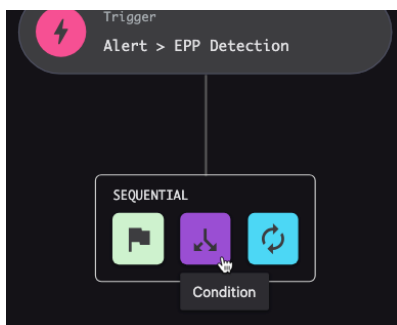 Trigger
Alert > EPP Detection
SEQUENTIAL
Condition